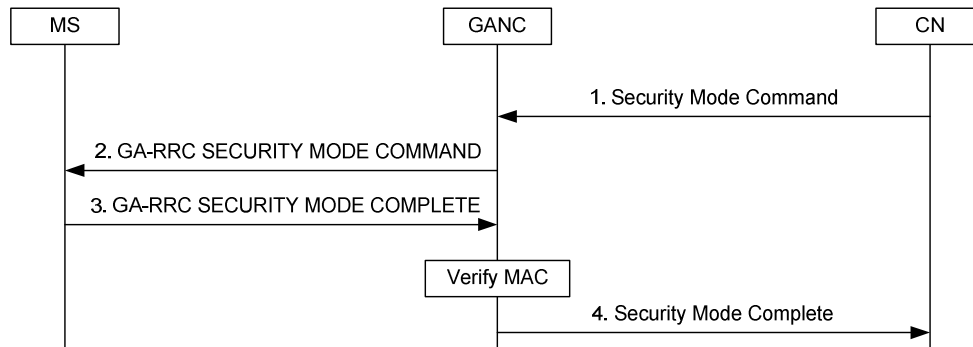 MS
GANC
CN
1. Security Mode Command
2. GA-RRC SECURITY MODE COMMAND
3. GA-RRC SECURITY MODE COMPLETE
Verify MAC
4. Security Mode Complete